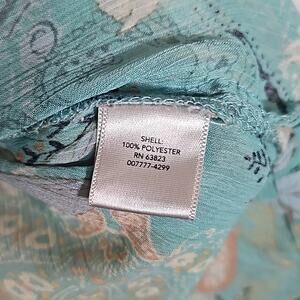 SHELL:
100% POLYESTER
RN 63823
007777-4299